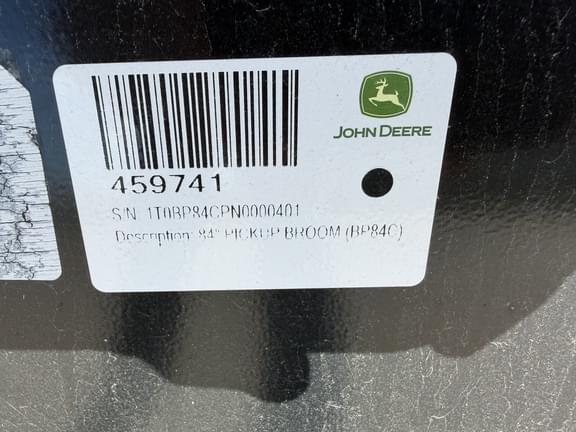 JOHN DEERE
459741
S/N 1T0BP84CPN0000401
Description: 84" PICKUP BROOM (BP84C)